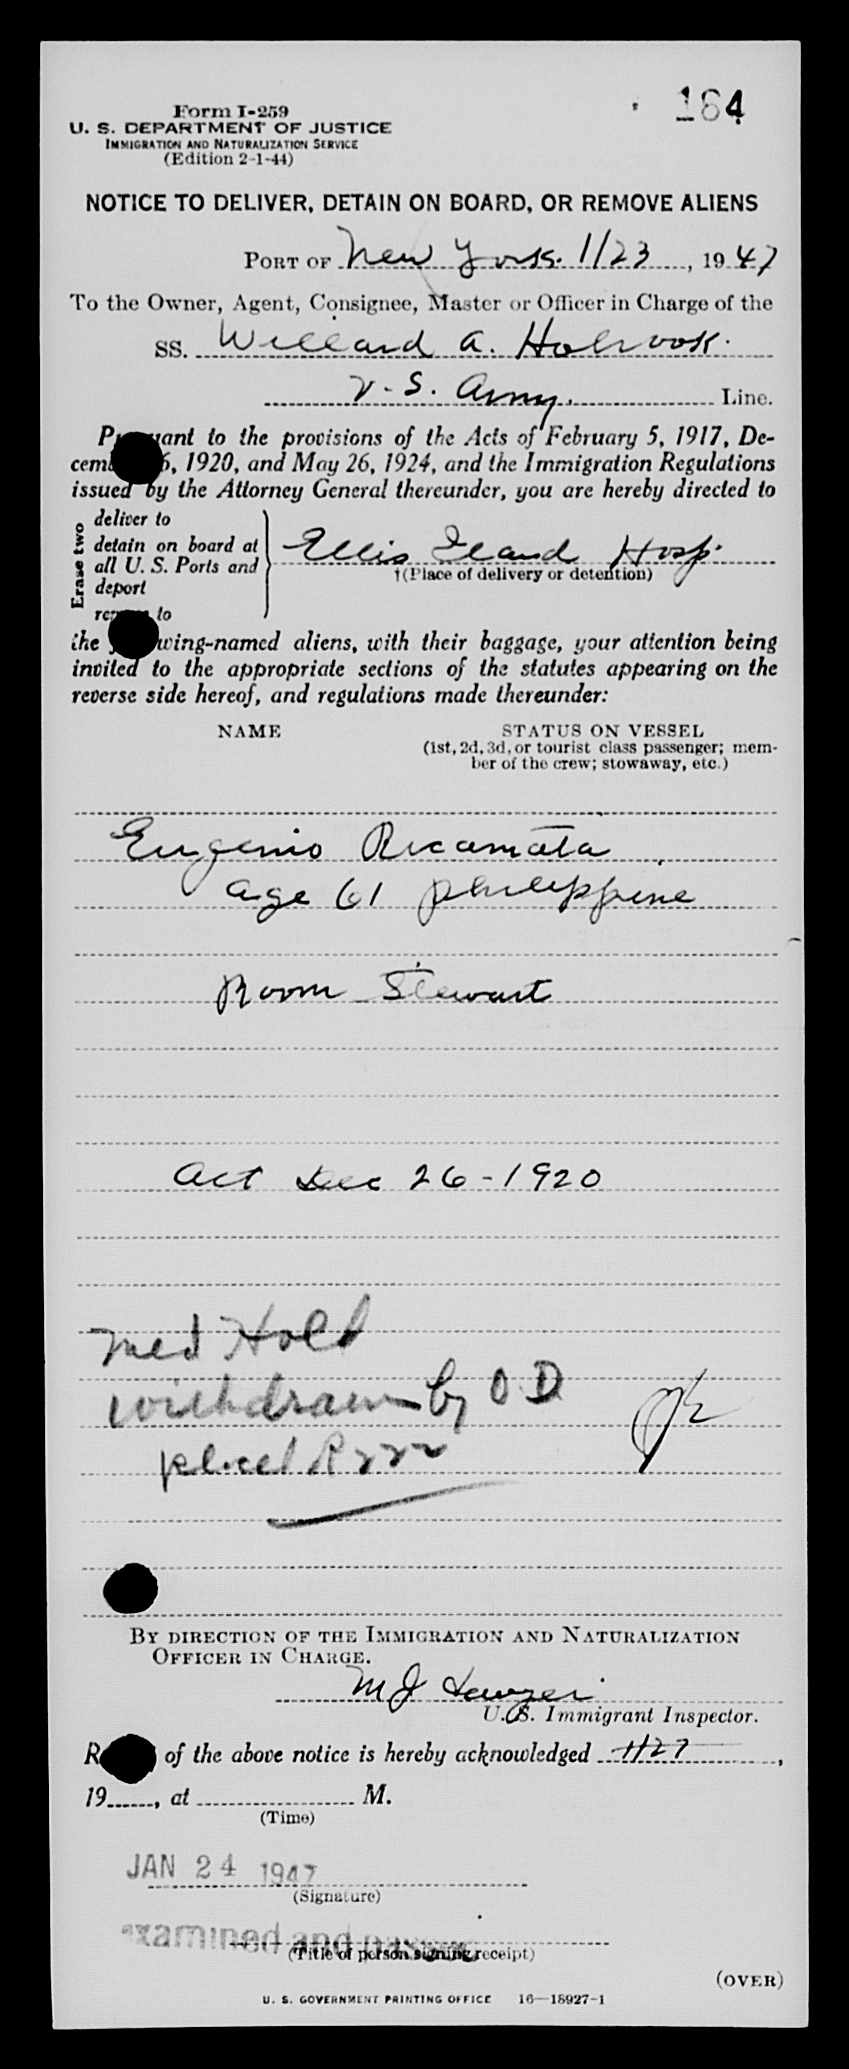 Form I-259
184
U. S. DEPARTMENT OF JUSTICE
IMMIGRATION AND NATURALIZATION SERVICE
(Edition 2-1-44)
NOTICE TO DELIVER, DETAIN ON BOARD, OR REMOVE ALIENS
PORT OF New York. 1/23, 1947
To the Owner, Agent, Consignee, Master or Officer in Charge of the
SS. Willard A. Holbrook.
U. S. Army. Line.
to the provisions of the Acts of February 5, 1917, De-
1920, and May 26, 1924, and the Immigration Regulations
issued by the Attorney General thereunder, you are hereby directed to
Erase two
deliver to
detain on board at
all U. S. Ports and
deport
to
Ellis Iland Hosp.
†(Place of delivery or detention)
the aliens, with their baggage, your attention being
invited to the appropriate sections of the statutes appearing on the
reverse side hereof, and regulations made thereunder:
NAME
STATUS ON VESSEL
(1st, 2d, 3d, or tourist class passenger; mem-
ber of the crew; stowaway, etc.)
Eugenio Ricamata
age 61 Philippine
Room Stewart
Act Dec 26-1920
Med Hold
withdrawn by O.D
BY DIRECTION OF THE IMMIGRATION AND NATURALIZATION
OFFICER IN CHARGE.
M J
U. S. Immigrant Inspector.
of the above notice is hereby acknowledged 1/27,
19......, at M.
(Time)
JAN 24 1947
(Signature)
examined and passed
(Title of person signing receipt)
(OVER)
U. S. GOVERNMENT PRINTING OFFICE 16—18927-1